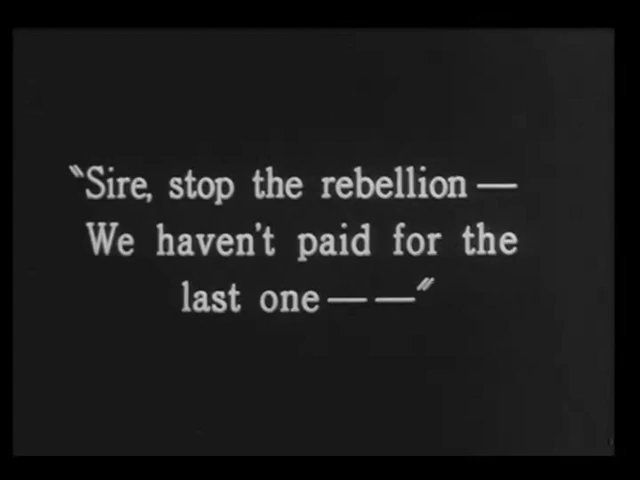 "Sire, stop the rebellion —
We haven't paid for the
last one — —"